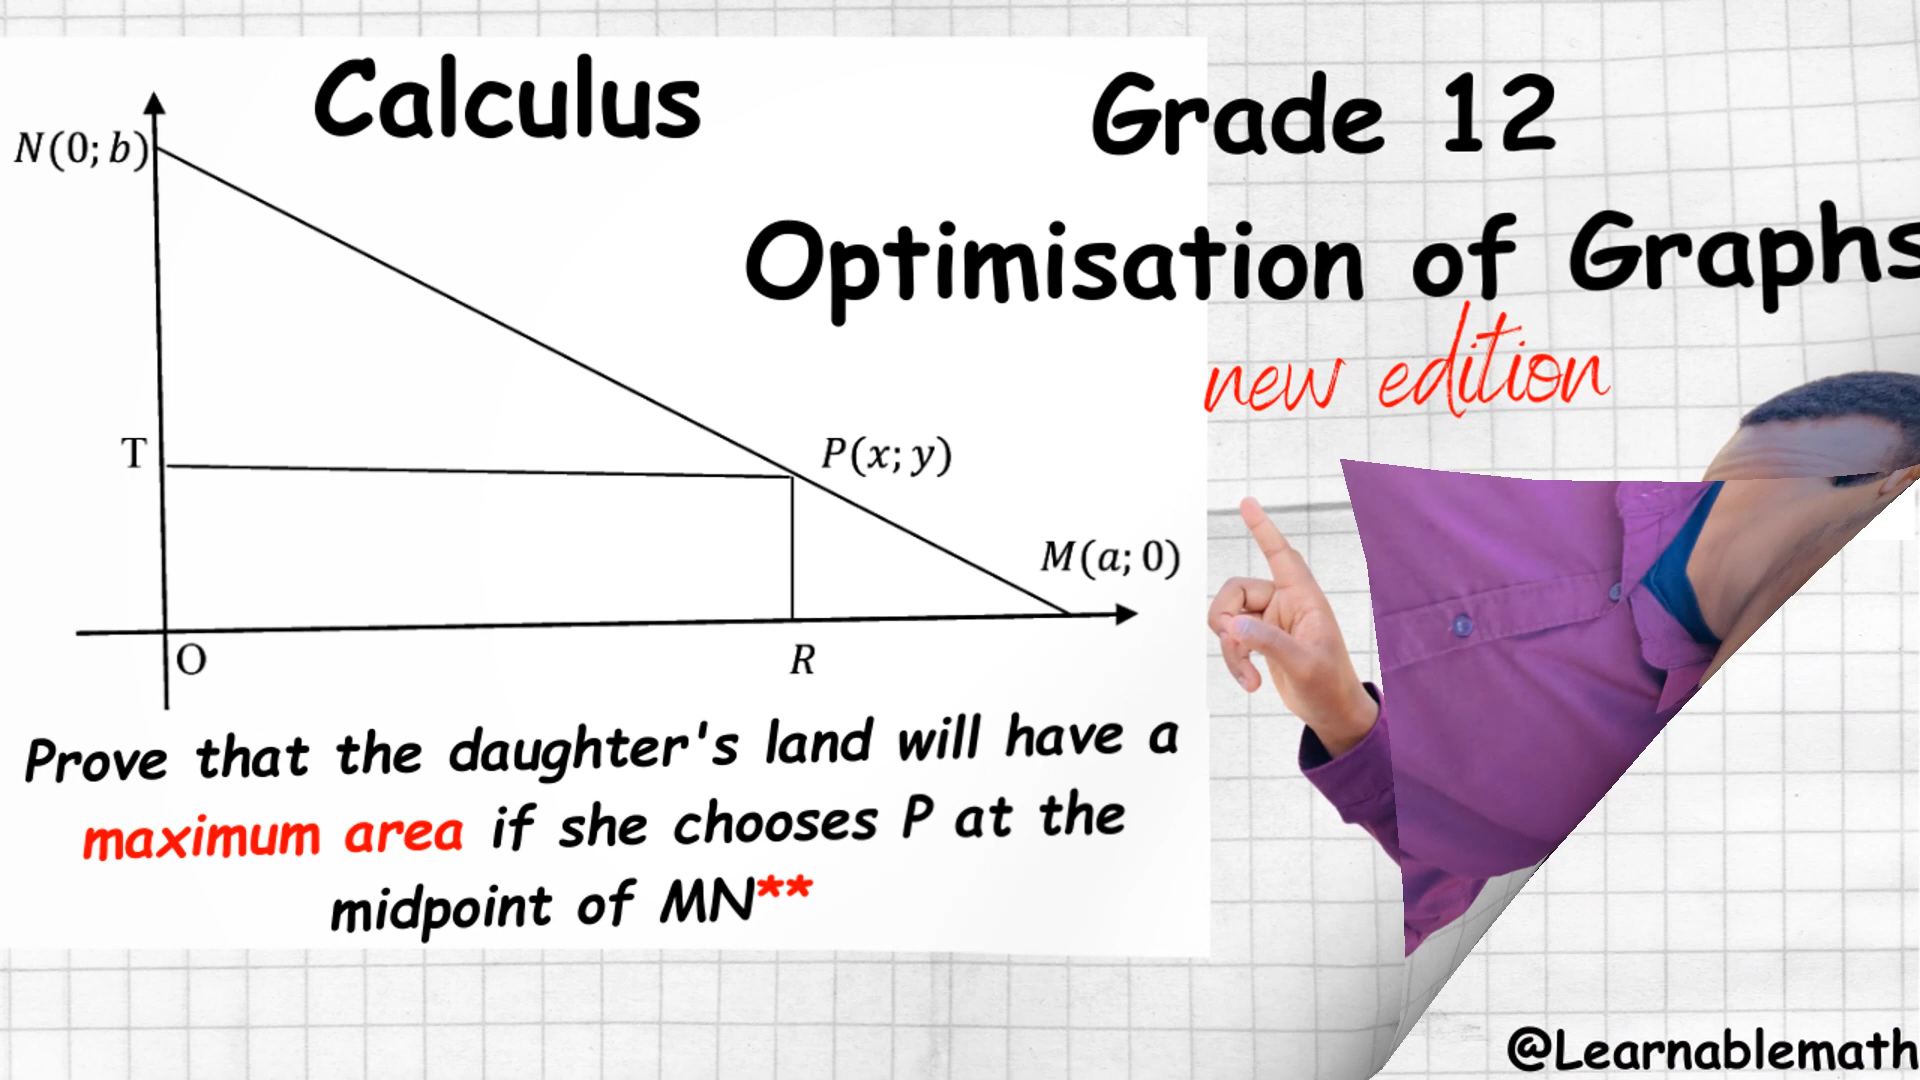 Calculus
Grade 12
Optimisation of Graphs
new edition
N(0; b)
T
P(x; y)
M(a; 0)
O
R
Prove that the daughter's land will have a
maximum area if she chooses P at the
midpoint of MN**
@Learnablemath